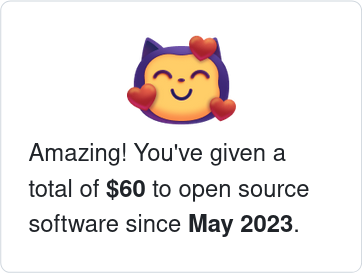 Amazing! You've given a
total of $60 to open source
software since May 2023.